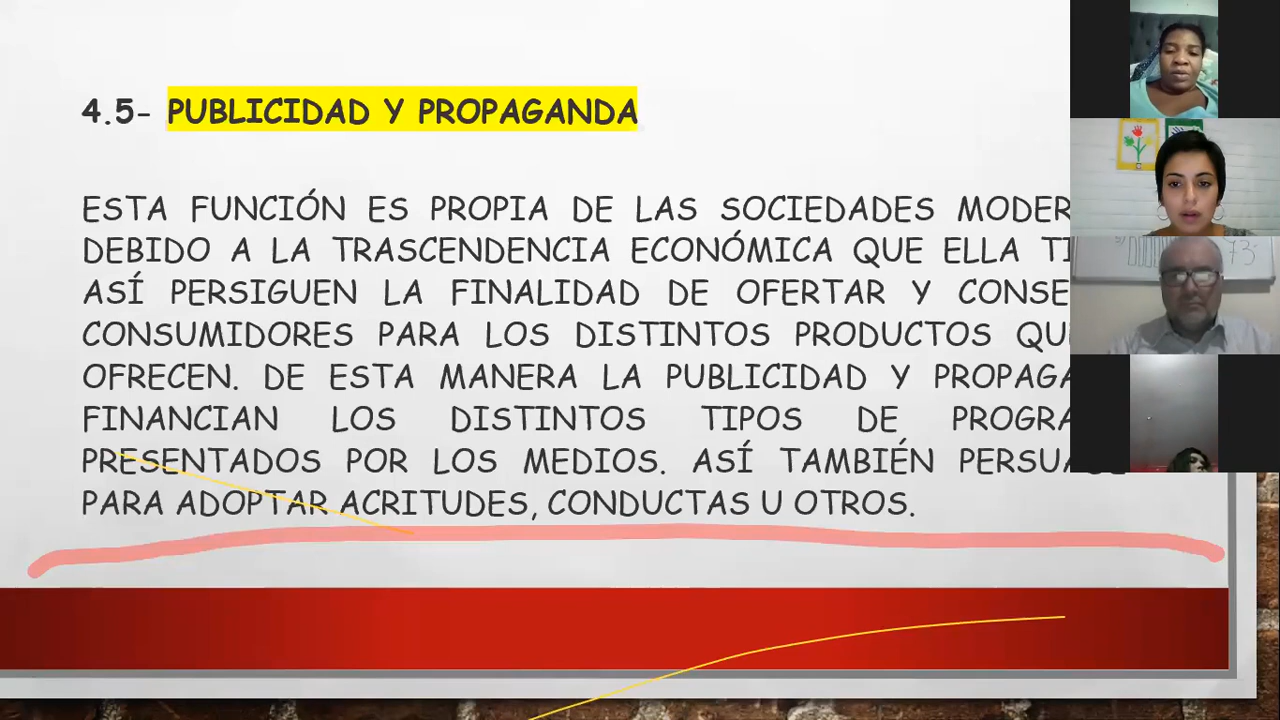 4.5- PUBLICIDAD Y PROPAGANDA
ESTA FUNCIÓN ES PROPIA DE LAS SOCIEDADES
DEBIDO A LA TRASCENDENCIA ECONÓMICA QUE ELLA
ASÍ PERSIGUEN LA FINALIDAD DE OFERTAR Y
CONSUMIDORES PARA LOS DISTINTOS PRODUCTOS
OFRECEN. DE ESTA MANERA LA PUBLICIDAD Y
FINANCIAN LOS DISTINTOS TIPOS DE
PRESENTADOS POR LOS MEDIOS. ASÍ TAMBIÉN
PARA ADOPTAR ACRITUDES, CONDUCTAS U OTROS.
73